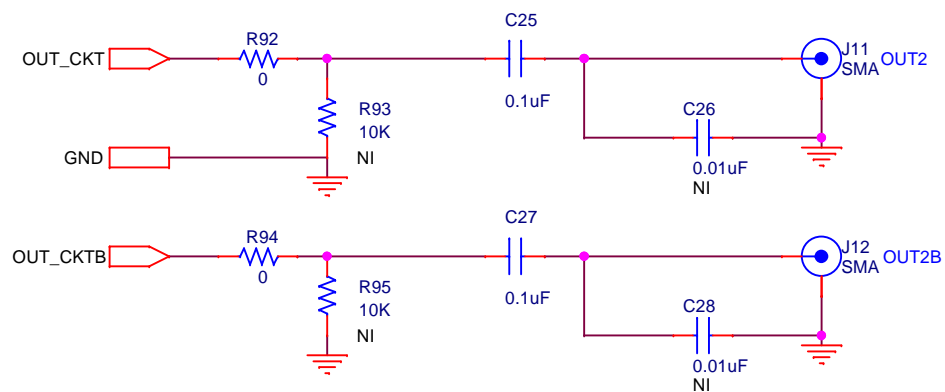 C25
R92
J11 OUT2
OUT_CKT
SMA
0
0.1uF
C26
R93
10K
NI
GND
0.01uF
NI
C27
R94
J12
OUT_CKTB
OUT2B
SMA
0
R95
0.1uF
C28
10K
NI
0.01uF
NI